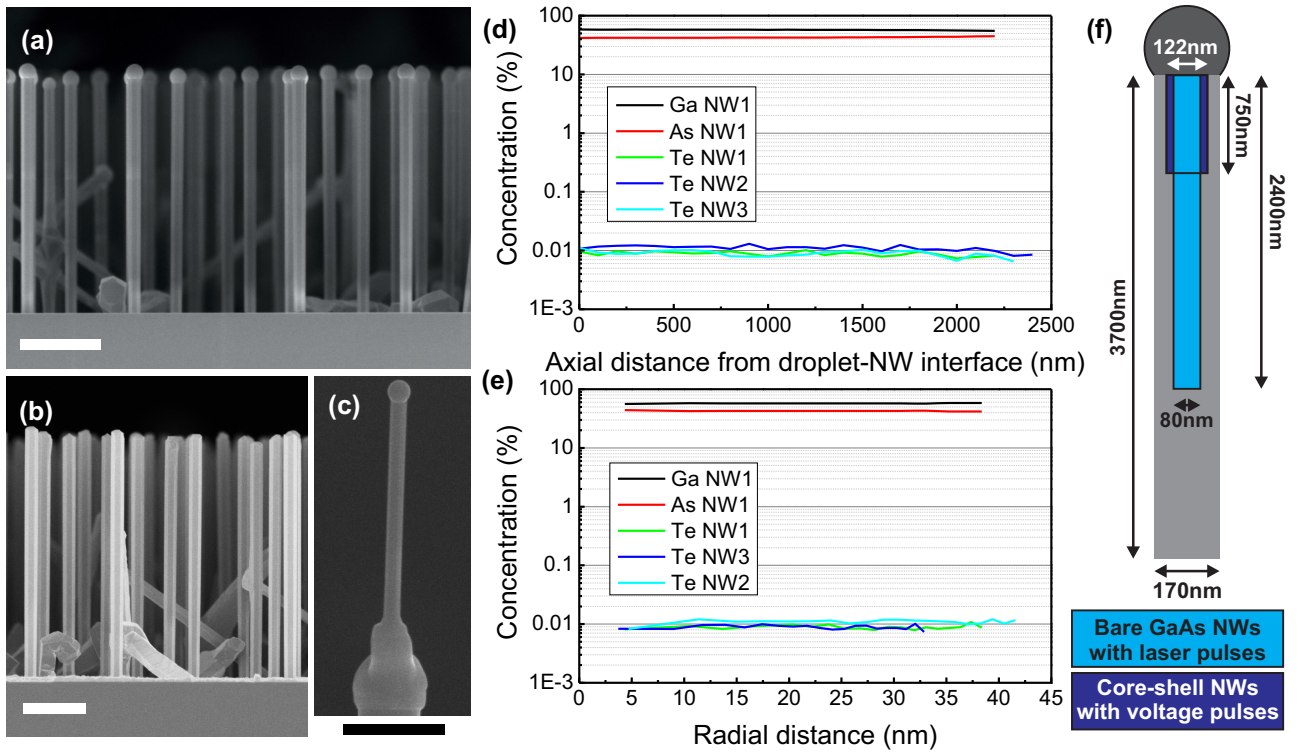 (a)
(b)
(c)
(d)
Concentration (%)
100
10
1
0.1
0.01
1E-3
Ga NW1
As NW1
Te NW1
Te NW2
Te NW3
0
500
1000
1500
2000
2500
Axial distance from droplet-NW interface (nm)
(e)
Concentration (%)
100
10
1
0.1
0.01
1E-3
Ga NW1
As NW1
Te NW1
Te NW3
Te NW2
0
5
10
15
20
25
30
35
40
45
Radial distance (nm)
(f)
122nm
750nm
2400nm
3700nm
80nm
170nm
Bare GaAs NWs
with laser pulses
Core-shell NWs
with voltage pulses